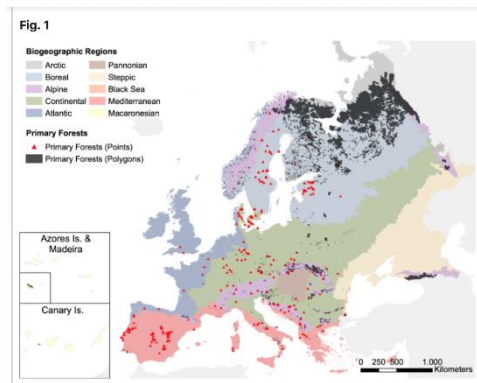 Fig. 1
Biogeographic Regions
Arctic
Pannonian
Boreal
Steppic
Alpine
Black Sea
Continental
Mediterranean
Atlantic
Macaronesian
Primary Forests
Primary Forests (Points)
Primary Forests (Polygons)
Azores Is. &
Madeira
Canary Is.
0 250 500 1.000
Kilometers